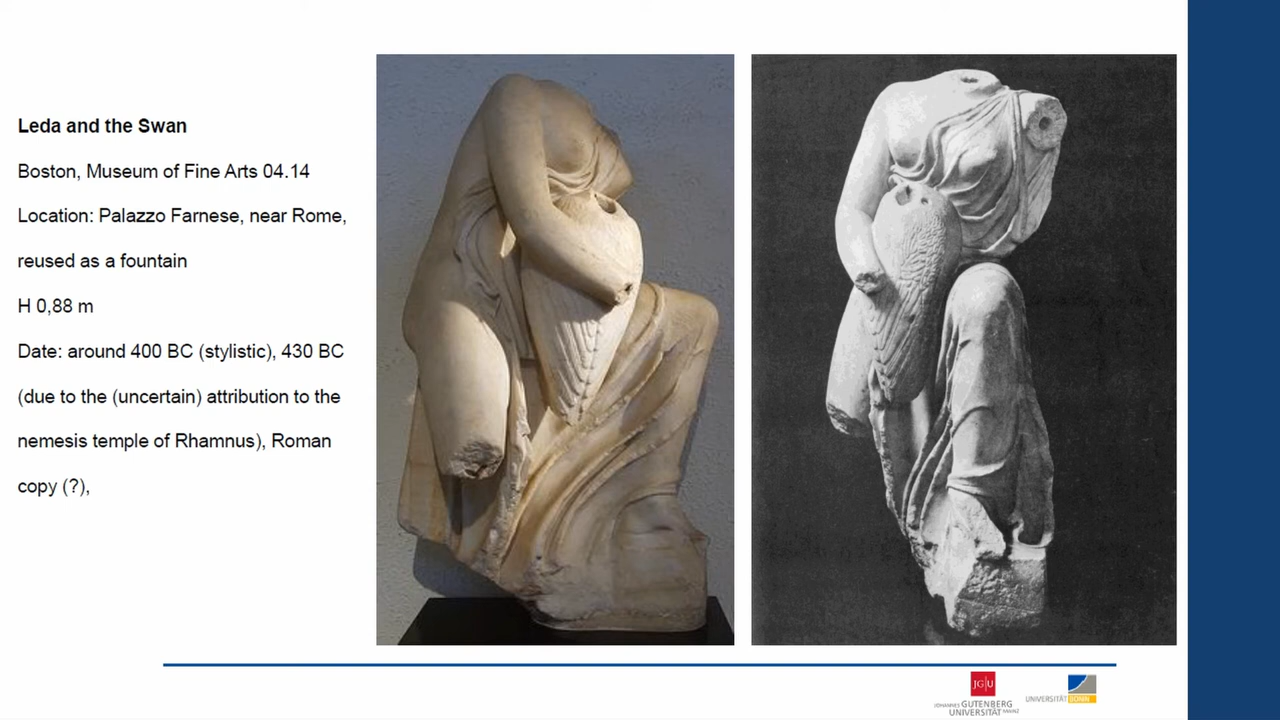 Leda and the Swan
Boston, Museum of Fine Arts 04.14
Location: Palazzo Farnese, near Rome,
reused as a fountain
H 0,88 m
Date: around 400 BC (stylistic), 430 BC
(due to the (uncertain) attribution to the
nemesis temple of Rhamnus), Roman
copy (?),
JG|U
JOHANNES GUTENBERG
UNIVERSITÄT MAINZ
UNIVERSITÄT BONN